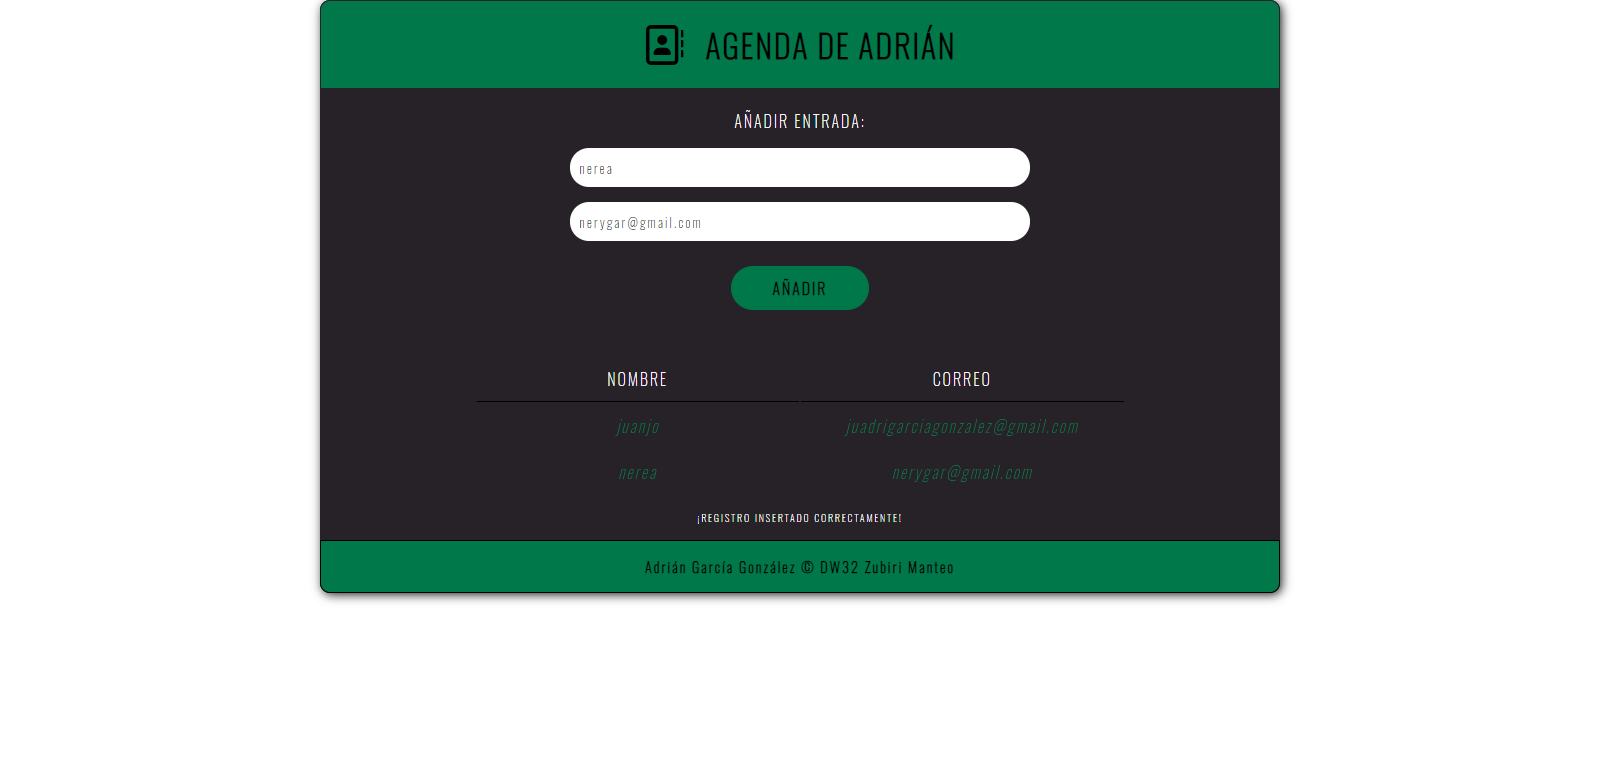 AGENDA DE ADRIÁN
AÑADIR ENTRADA:
nerea
nerygar@gmail.com
AÑADIR
NOMBRE CORREO
juanjo juadrigarciagonzalez@gmail.com
nerea nerygar@gmail.com
¡REGISTRO INSERTADO CORRECTAMENTE!
Adrián García González © DW32 Zubiri Manteo